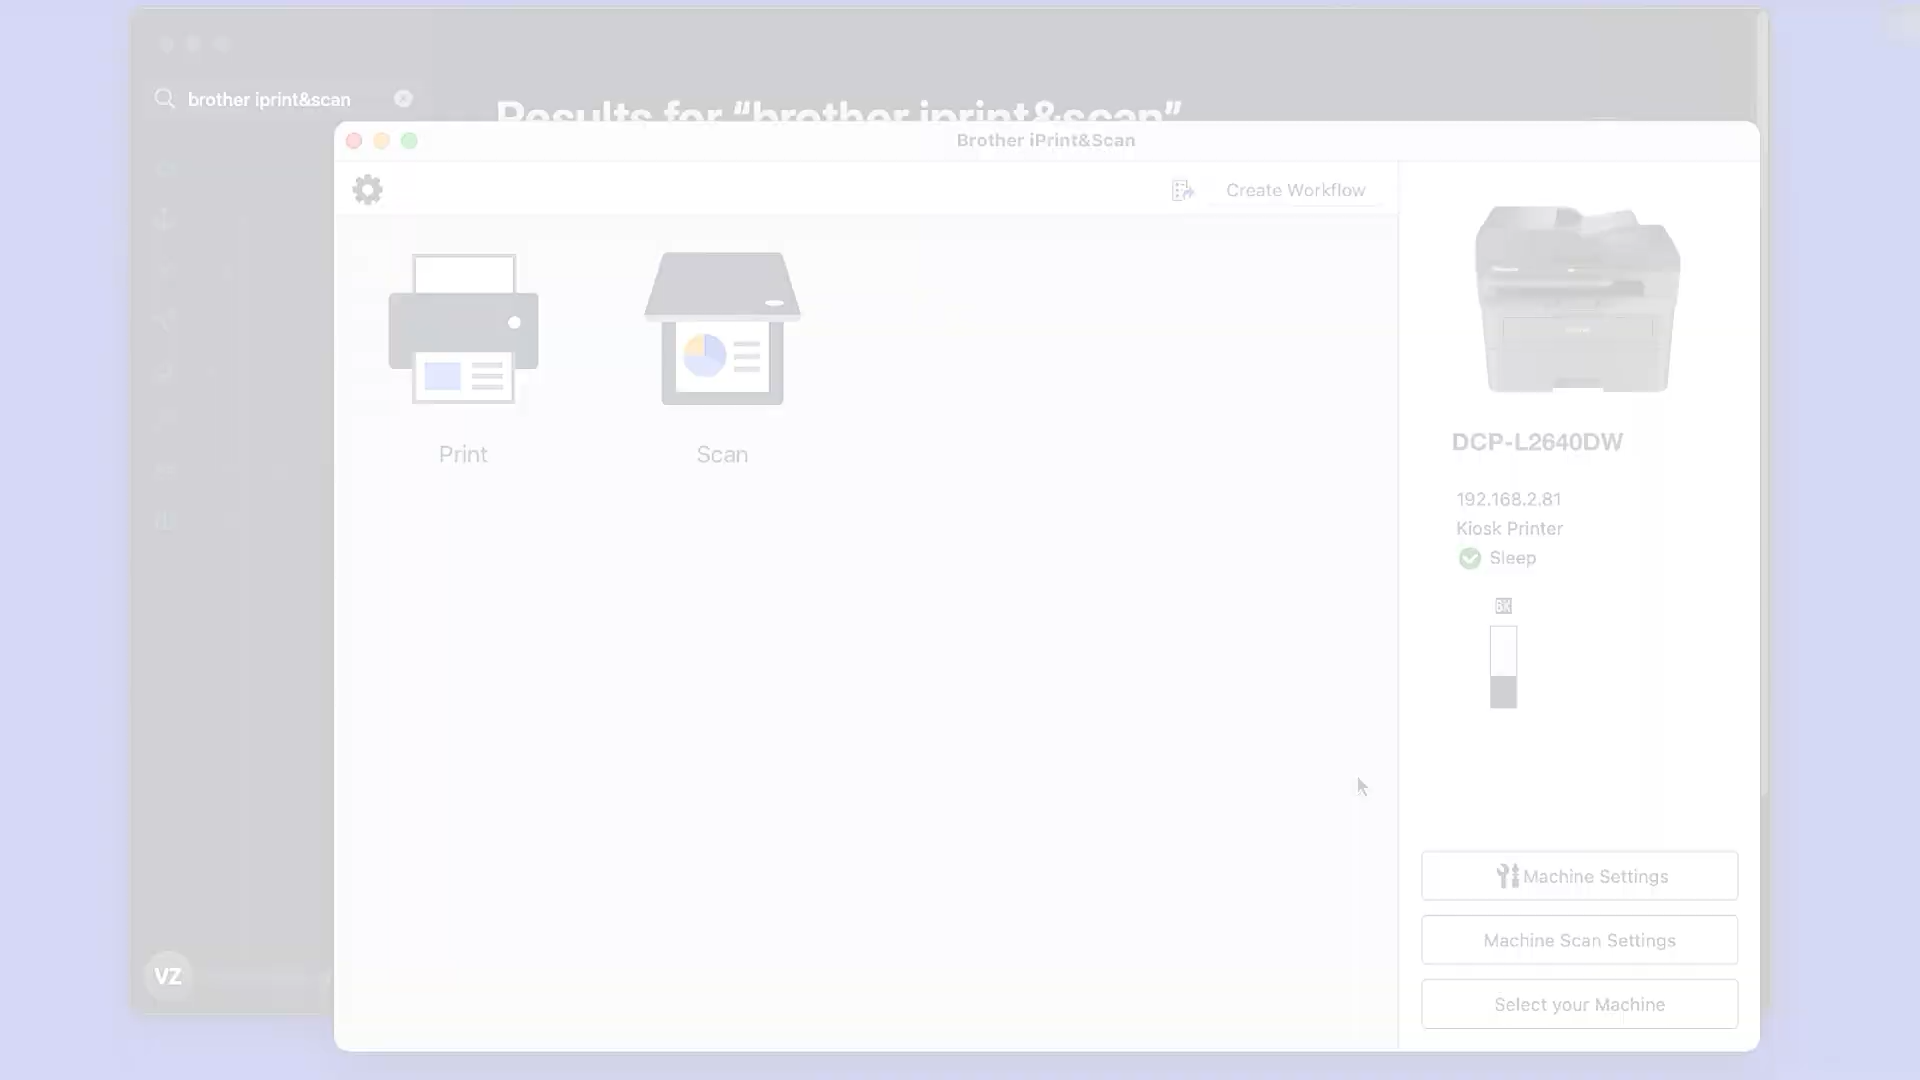 brother iprint&scan
Results for “brother iprint&scan”
Brother iPrint&Scan
Create Workflow
Print
Scan
DCP-L2640DW
192.168.2.81
Kiosk Printer
Sleep
BK
Machine Settings
Machine Scan Settings
Select your Machine
VZ